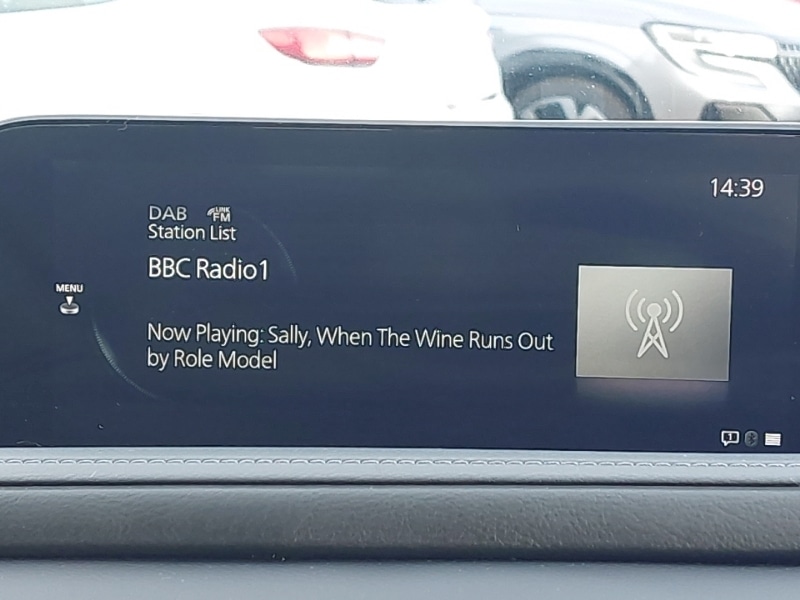 14:39
DAB LINK FM
Station List
BBC Radio1
MENU
Now Playing: Sally, When The Wine Runs Out
by Role Model
1